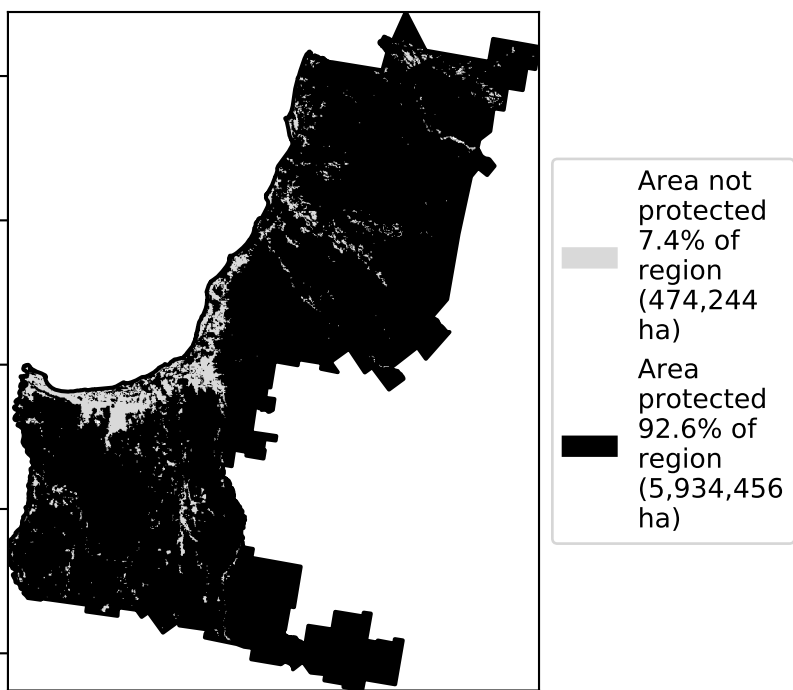 Area not
protected
7.4% of
region
(474,244
ha)
Area
protected
92.6% of
region
(5,934,456
ha)